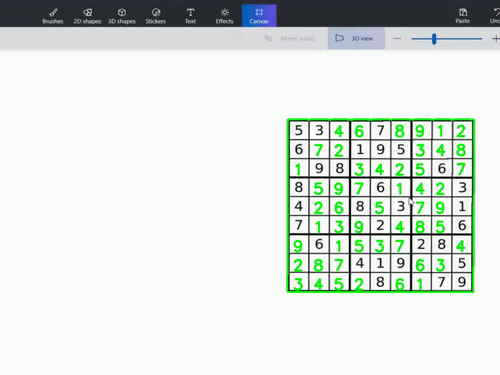 Brushes 2D shapes 3D shapes Stickers Text Effects Canvas Paste
Mixed reality 3D view
5 3 4 6 7 8 9 1 2
6 7 2 1 9 5 3 4 8
1 9 8 3 4 2 5 6 7
8 5 9 7 6 1 4 2 3
4 2 6 8 5 3 7 9 1
7 1 3 9 2 4 8 5 6
9 6 1 5 3 7 2 8 4
2 8 7 4 1 9 6 3 5
3 4 5 2 8 6 1 7 9